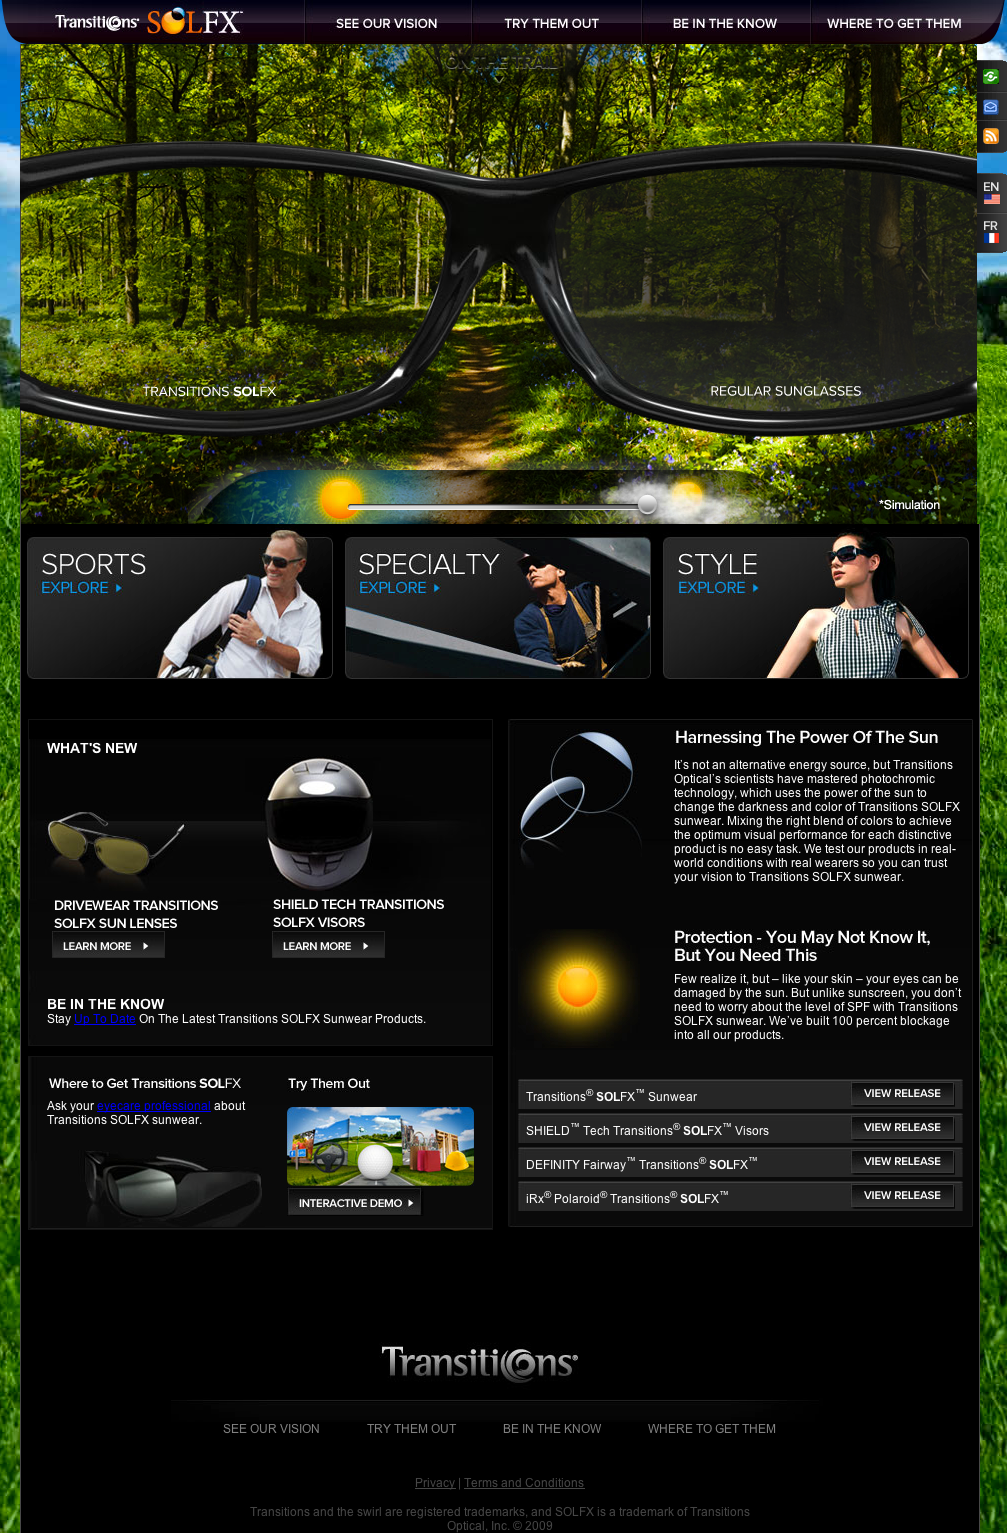 Transitions® SOLFX™
SEE OUR VISION
TRY THEM OUT
BE IN THE KNOW
WHERE TO GET THEM
ON THE TRAIL
EN
FR
TRANSITIONS SOLFX
REGULAR SUNGLASSES
*Simulation
SPORTS
EXPLORE
SPECIALTY
EXPLORE
STYLE
EXPLORE
WHAT'S NEW
DRIVEWEAR TRANSITIONS
SOLFX SUN LENSES
LEARN MORE
SHIELD TECH TRANSITIONS
SOLFX VISORS
LEARN MORE
BE IN THE KNOW
Stay Up To Date On The Latest Transitions SOLFX Sunwear Products.
Where to Get Transitions SOLFX
Ask your eyecare professional about
Transitions SOLFX sunwear.
Try Them Out
INTERACTIVE DEMO
Harnessing The Power Of The Sun
It's not an alternative energy source, but Transitions
Optical's scientists have mastered photochromic
technology, which uses the power of the sun to
change the darkness and color of Transitions SOLFX
sunwear. Mixing the right blend of colors to achieve
the optimum visual performance for each distinctive
product is no easy task. We test our products in real-
world conditions with real wearers so you can trust
your vision to Transitions SOLFX sunwear.
Protection - You May Not Know It,
But You Need This
Few realize it, but – like your skin – your eyes can be
damaged by the sun. But unlike sunscreen, you don't
need to worry about the level of SPF with Transitions
SOLFX sunwear. We've built 100 percent blockage
into all our products.
Transitions® SOLFX™ Sunwear
VIEW RELEASE
SHIELD™ Tech Transitions® SOLFX™ Visors
VIEW RELEASE
DEFINITY Fairway™ Transitions® SOLFX™
VIEW RELEASE
iRx® Polaroid® Transitions® SOLFX™
VIEW RELEASE
Transitions®
SEE OUR VISION
TRY THEM OUT
BE IN THE KNOW
WHERE TO GET THEM
Privacy | Terms and Conditions
Transitions and the swirl are registered trademarks, and SOLFX is a trademark of Transitions
Optical, Inc. © 2009